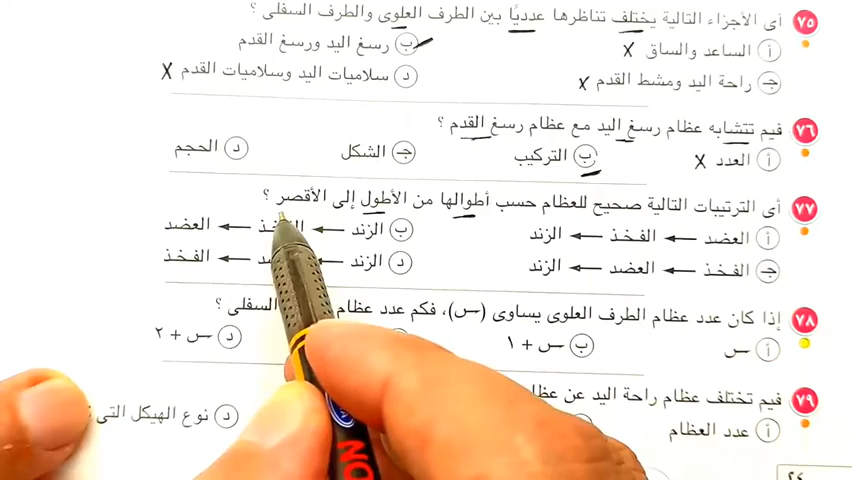 ٧٥ أى الأجزاء التالية يختلف تناظرها عدديًا بين الطرف العلوى والطرف السفلى ؟
أ الساعد والساق X ب رسغ اليد ورسغ القدم
جـ راحة اليد ومشط القدم X د سلاميات اليد وسلاميات القدم X
٧٦ فيم تتشابه عظام رسغ اليد مع عظام رسغ القدم ؟
أ العدد X ب التركيب جـ الشكل د الحجم
٧٧ أى الترتيبات التالية صحيح للعظام حسب أطوالها من الأطول إلى الأقصر ؟
أ العضد ← الفخذ ← الزند ب الزند ← ← العضد
جـ الفخذ ← العضد ← الزند د الزند ← ← الفخذ
٧٨ إذا كان عدد عظام الطرف العلوى يساوى (س)، فكم عدد عظام السفلى ؟
أ س ب س + ١ د س + ٢
٧٩ فيم تختلف عظام راحة اليد عن
أ عدد العظام د نوع الهيكل التى
٢٤